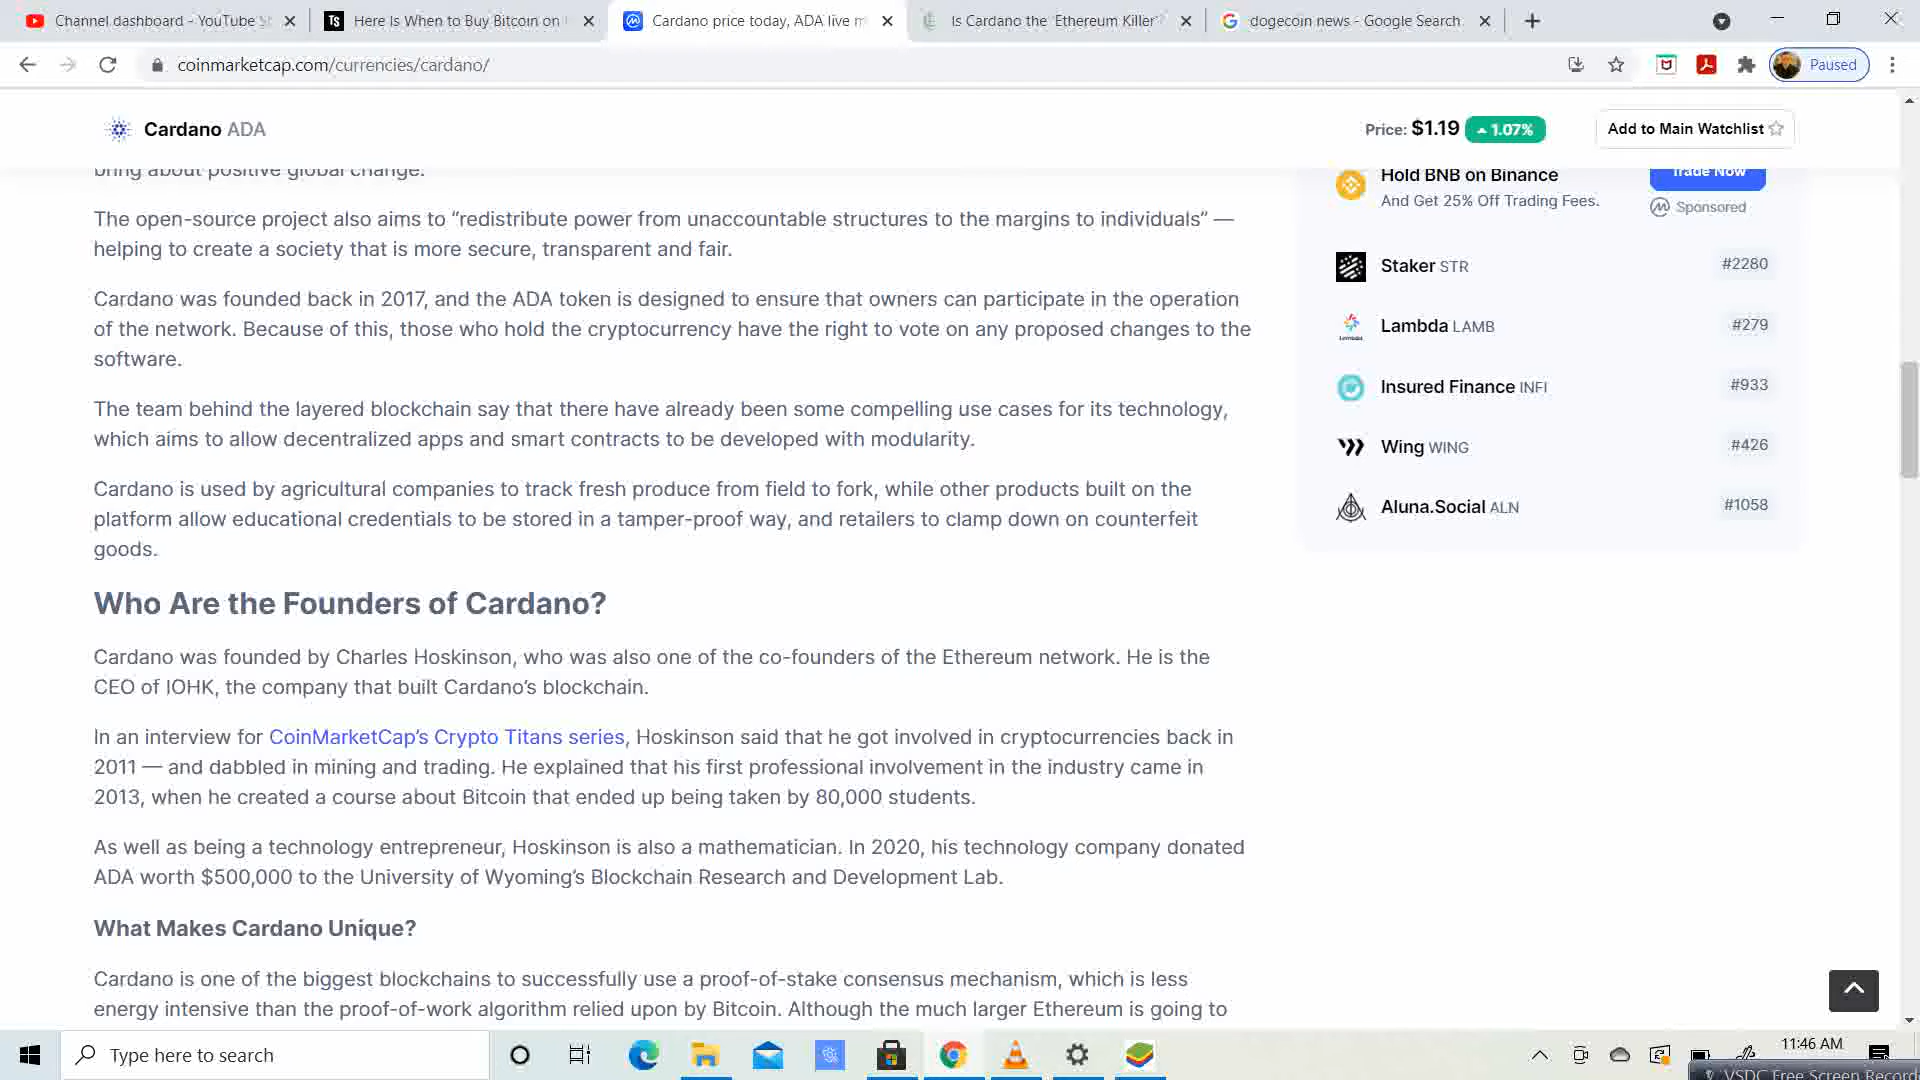 Channel dashboard - YouTube St
Here Is When to Buy Bitcoin on
Cardano price today, ADA live m
Is Cardano the 'Ethereum Killer'?
dogecoin news - Google Search
coinmarketcap.com/currencies/cardano/
Paused
Cardano ADA
Price: $1.19 1.07%
Add to Main Watchlist
bring about positive global change.
The open-source project also aims to “redistribute power from unaccountable structures to the margins to individuals” —
helping to create a society that is more secure, transparent and fair.
Cardano was founded back in 2017, and the ADA token is designed to ensure that owners can participate in the operation
of the network. Because of this, those who hold the cryptocurrency have the right to vote on any proposed changes to the
software.
The team behind the layered blockchain say that there have already been some compelling use cases for its technology,
which aims to allow decentralized apps and smart contracts to be developed with modularity.
Cardano is used by agricultural companies to track fresh produce from field to fork, while other products built on the
platform allow educational credentials to be stored in a tamper-proof way, and retailers to clamp down on counterfeit
goods.
Who Are the Founders of Cardano?
Cardano was founded by Charles Hoskinson, who was also one of the co-founders of the Ethereum network. He is the
CEO of IOHK, the company that built Cardano’s blockchain.
In an interview for CoinMarketCap’s Crypto Titans series, Hoskinson said that he got involved in cryptocurrencies back in
2011 — and dabbled in mining and trading. He explained that his first professional involvement in the industry came in
2013, when he created a course about Bitcoin that ended up being taken by 80,000 students.
As well as being a technology entrepreneur, Hoskinson is also a mathematician. In 2020, his technology company donated
ADA worth $500,000 to the University of Wyoming’s Blockchain Research and Development Lab.
What Makes Cardano Unique?
Cardano is one of the biggest blockchains to successfully use a proof-of-stake consensus mechanism, which is less
energy intensive than the proof-of-work algorithm relied upon by Bitcoin. Although the much larger Ethereum is going to
Hold BNB on Binance
And Get 25% Off Trading Fees.
Trade Now
Sponsored
Staker STR #2280
Lambda LAMB #279
Insured Finance INFI #933
Wing WING #426
Aluna.Social ALN #1058
Type here to search
11:46 AM
VSDC Free Screen Record